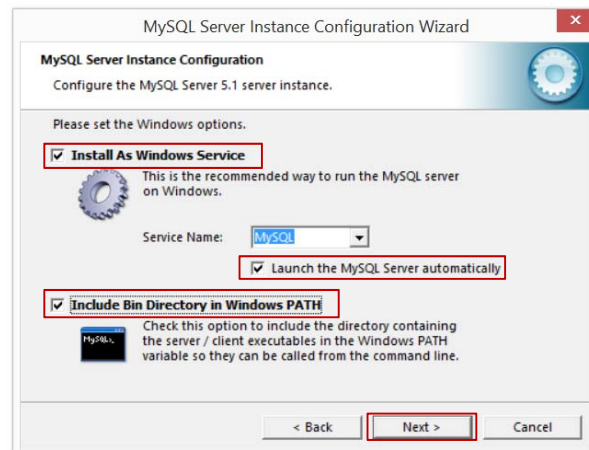 MySQL Server Instance Configuration Wizard
x
MySQL Server Instance Configuration
Configure the MySQL Server 5.1 server instance.
Please set the Windows options.
Install As Windows Service
This is the recommended way to run the MySQL server
on Windows.
Service Name: MySQL
Launch the MySQL Server automatically
Include Bin Directory in Windows PATH
MySQL>_
Check this option to include the directory containing
the server / client executables in the Windows PATH
variable so they can be called from the command line.
< Back Next > Cancel